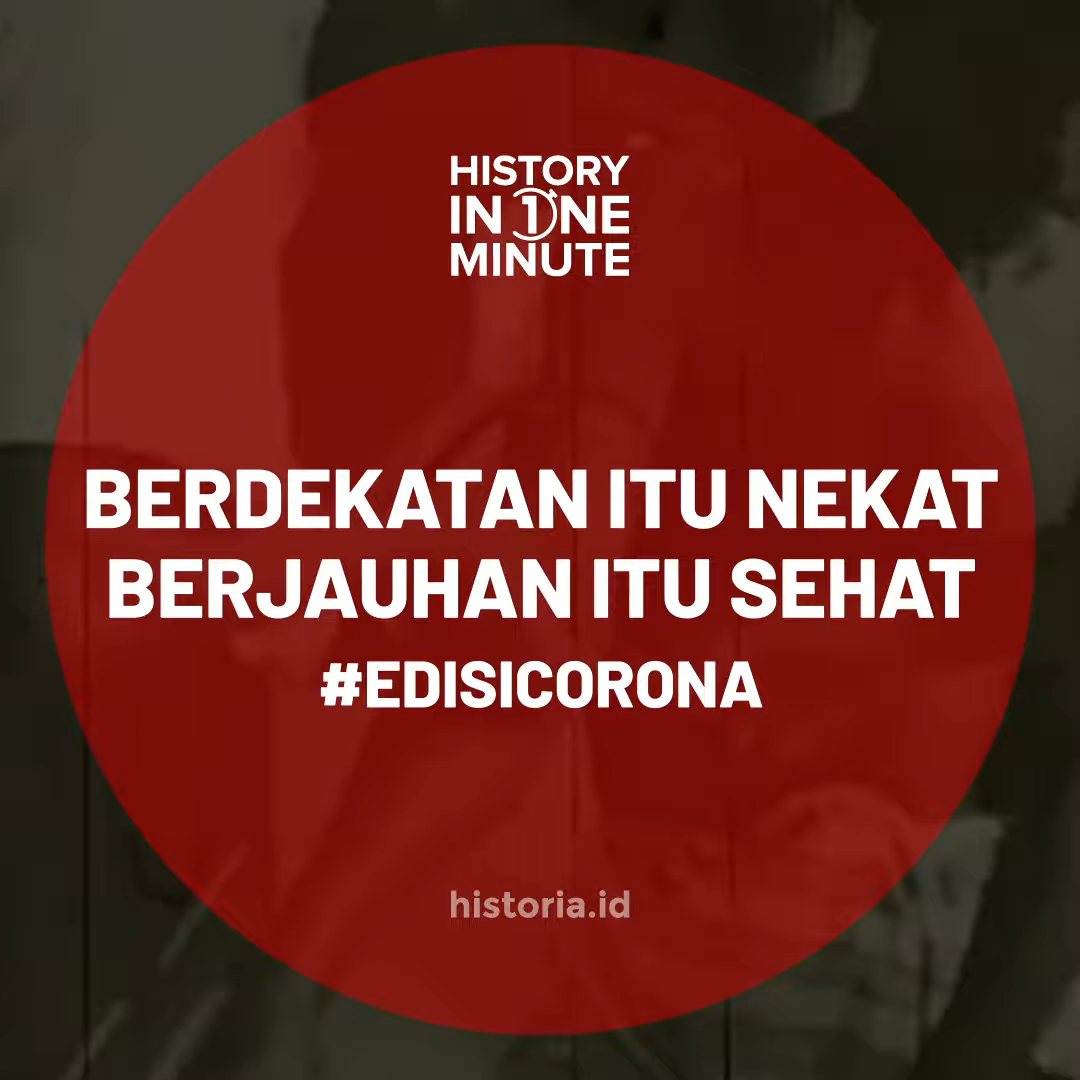 HISTORY
IN 1NE
MINUTE
BERDEKATAN ITU NEKAT
BERJAUHAN ITU SEHAT
#EDISICORONA
historia.id